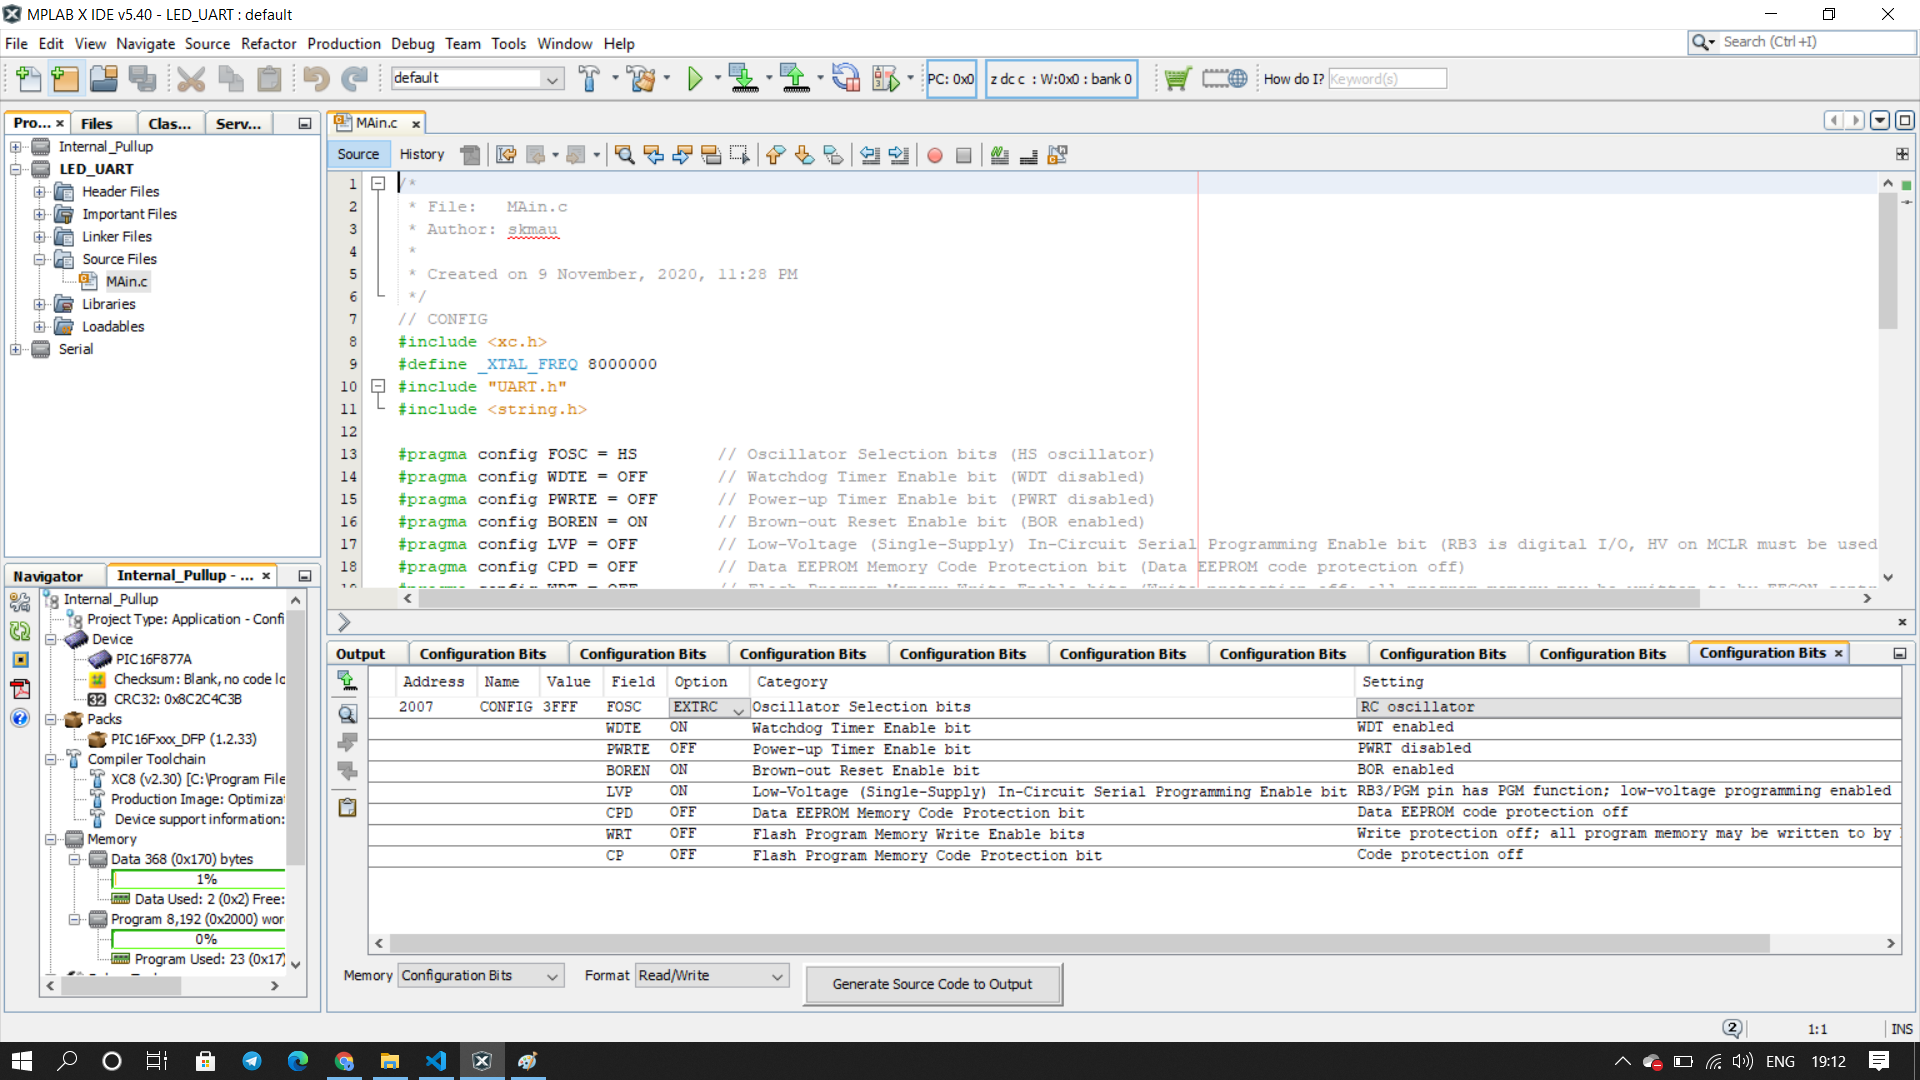 MPLAB X IDE v5.40 - LED_UART : default
File Edit View Navigate Source Refactor Production Debug Team Tools Window Help
Search (Ctrl+I)
default
PC: 0x0
z dc c : W:0x0 : bank 0
How do I?
Keyword(s)
Pro...
Files
Clas...
Serv...
Internal_Pullup
LED_UART
Header Files
Important Files
Linker Files
Source Files
MAin.c
Libraries
Loadables
Serial
MAin.c
Source
History
1 /*
2 * File: MAin.c
3 * Author: skmau
4 *
5 * Created on 9 November, 2020, 11:28 PM
6 */
7 // CONFIG
8 #include <xc.h>
9 #define _XTAL_FREQ 8000000
10 #include "UART.h"
11 #include <string.h>
12
13 #pragma config FOSC = HS // Oscillator Selection bits (HS oscillator)
14 #pragma config WDTE = OFF // Watchdog Timer Enable bit (WDT disabled)
15 #pragma config PWRTE = OFF // Power-up Timer Enable bit (PWRT disabled)
16 #pragma config BOREN = ON // Brown-out Reset Enable bit (BOR enabled)
17 #pragma config LVP = OFF // Low-Voltage (Single-Supply) In-Circuit Serial Programming Enable bit (RB3 is digital I/O, HV on MCLR must be used
18 #pragma config CPD = OFF // Data EEPROM Memory Code Protection bit (Data EEPROM code protection off)
Navigator
Internal_Pullup - ...
Internal_Pullup
Project Type: Application - Confi
Device
PIC16F877A
Checksum: Blank, no code lo
CRC32: 0x8C2C4C3B
Packs
PIC16Fxxx_DFP (1.2.33)
Compiler Toolchain
XC8 (v2.30) [C:\Program File
Production Image: Optimiza
Device support information:
Memory
Data 368 (0x170) bytes
1%
Data Used: 2 (0x2) Free:
Program 8,192 (0x2000) wor
0%
Program Used: 23 (0x17)
Output
Configuration Bits
Configuration Bits
Configuration Bits
Configuration Bits
Configuration Bits
Configuration Bits
Configuration Bits
Configuration Bits
Configuration Bits
Address Name Value Field Option Category Setting
2007 CONFIG 3FFF FOSC EXTRC Oscillator Selection bits RC oscillator
WDTE ON Watchdog Timer Enable bit WDT enabled
PWRTE OFF Power-up Timer Enable bit PWRT disabled
BOREN ON Brown-out Reset Enable bit BOR enabled
LVP ON Low-Voltage (Single-Supply) In-Circuit Serial Programming Enable bit RB3/PGM pin has PGM function; low-voltage programming enabled
CPD OFF Data EEPROM Memory Code Protection bit Data EEPROM code protection off
WRT OFF Flash Program Memory Write Enable bits Write protection off; all program memory may be written to by
CP OFF Flash Program Memory Code Protection bit Code protection off
Memory Configuration Bits
Format Read/Write
Generate Source Code to Output
2
1:1
INS
ENG
19:12